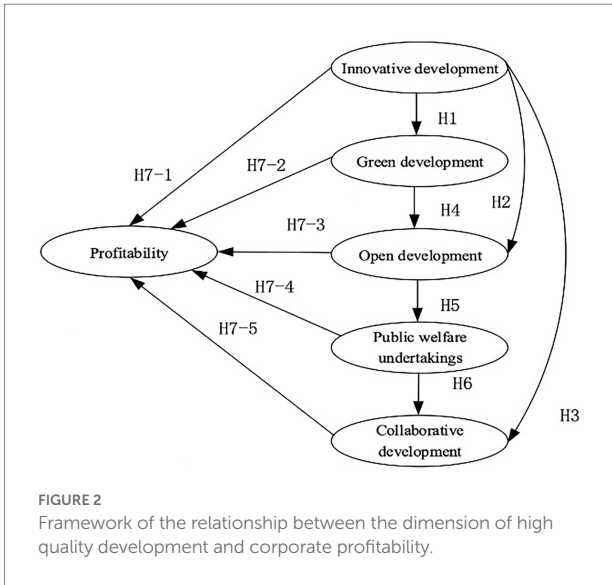 Innovative development
H1
H7-1
H7-2
Green development
H4
H2
H7-3
Profitability
Open development
H7-4
H5
H7-5
Public welfare
undertakings
H6
H3
Collaborative
development
FIGURE 2
Framework of the relationship between the dimension of high
quality development and corporate profitability.